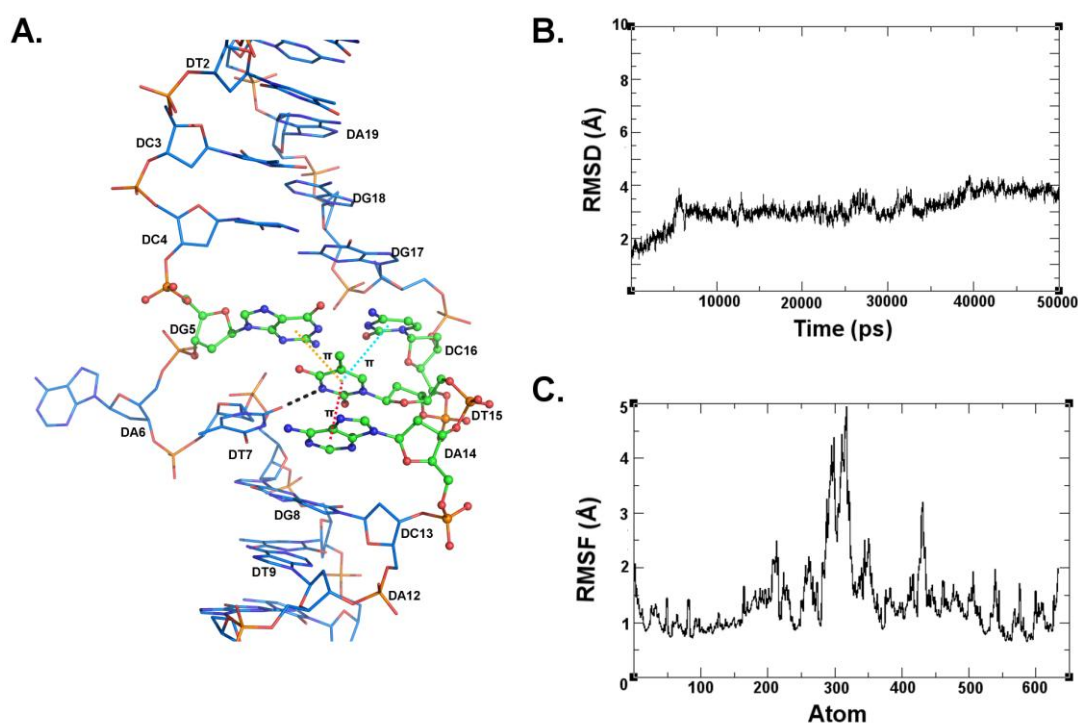 A.
DT2
DA19
DC3
DG18
DC4
DG17
DG5
DC16
π
π
DT15
DA6
π
DT7
DA14
DG8
DC13
DT9
DA12
B.
10
8
6
4
2
10000 20000 30000 40000 50000
RMSD (Å)
Time (ps)
C.
5
4
3
2
1
0
100 200 300 400 500 600
RMSF (Å)
Atom